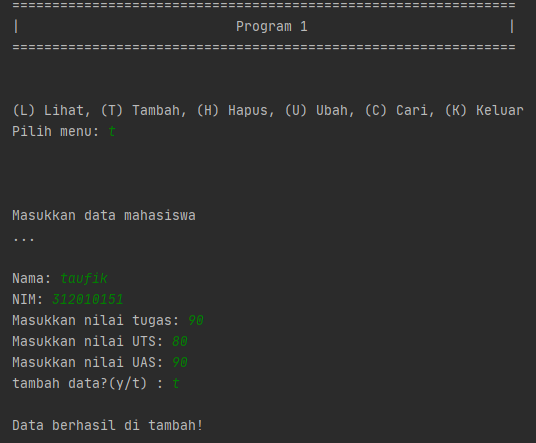 ===============================================================
| Program 1 |
===============================================================
(L) Lihat, (T) Tambah, (H) Hapus, (U) Ubah, (C) Cari, (K) Keluar
Pilih menu: t
Masukkan data mahasiswa
...
Nama: taufik
NIM: 312010151
Masukkan nilai tugas: 90
Masukkan nilai UTS: 80
Masukkan nilai UAS: 90
tambah data?(y/t) : t
Data berhasil di tambah!